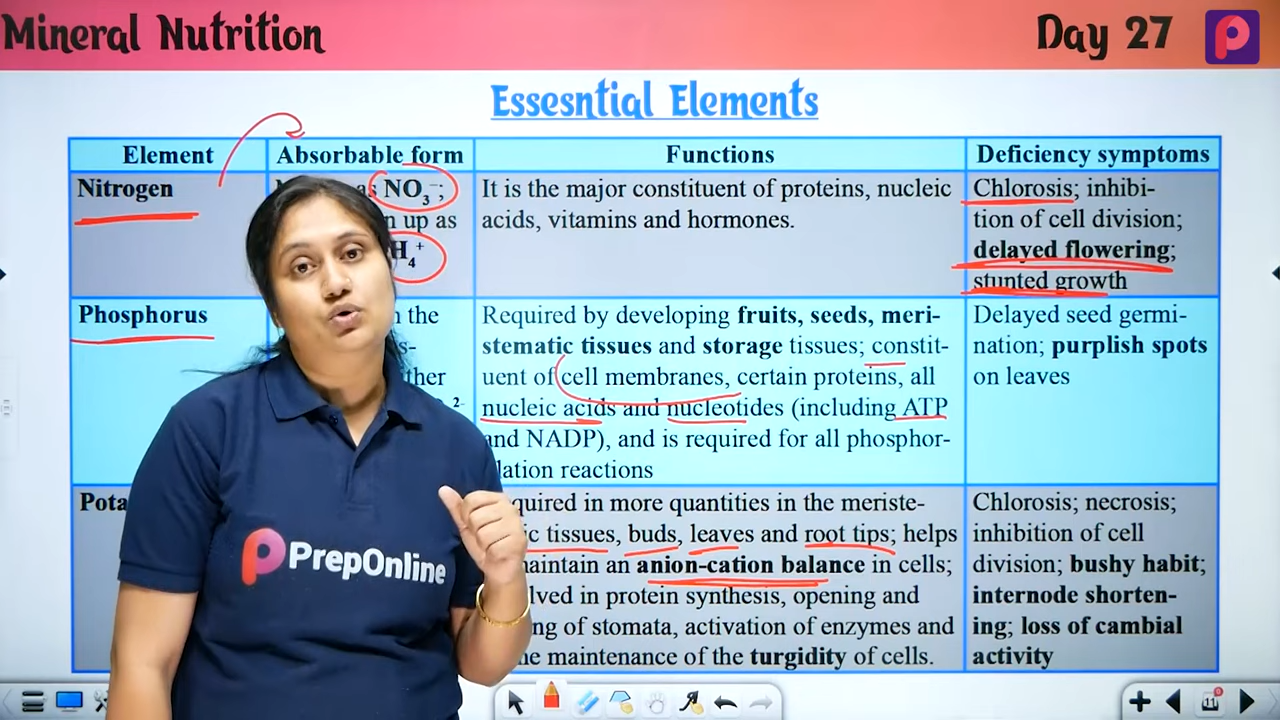 Mineral Nutrition
Day 27
Essesntial Elements
Element
Absorbable form
Functions
Deficiency symptoms
Nitrogen
as NO₃⁻;
up as
H₄⁺
It is the major constituent of proteins, nucleic
acids, vitamins and hormones.
Chlorosis; inhibi-
tion of cell division;
delayed flowering;
stunted growth
Phosphorus
the
Required by developing fruits, seeds, meri-
stematic tissues and storage tissues; constit-
uent of cell membranes, certain proteins, all
nucleic acids and nucleotides (including ATP
and NADP), and is required for all phosphor-
lation reactions
Delayed seed germi-
nation; purplish spots
on leaves
Pota
quired in more quantities in the meriste-
ic tissues, buds, leaves and root tips; helps
maintain an anion-cation balance in cells;
lved in protein synthesis, opening and
ng of stomata, activation of enzymes and
he maintenance of the turgidity of cells.
Chlorosis; necrosis;
inhibition of cell
division; bushy habit;
internode shorten-
ing; loss of cambial
activity
PrepOnline
11